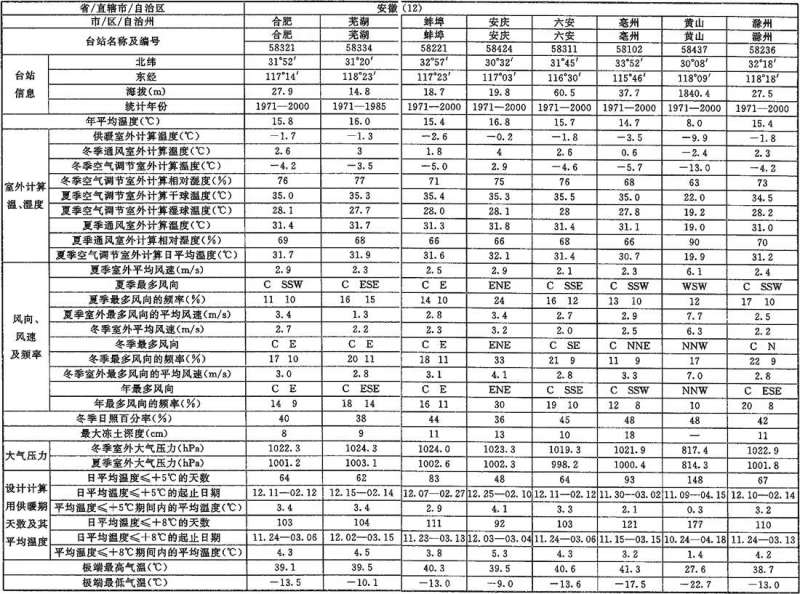 省/直辖市/自治区 安徽(12)
市/区/自治州 合肥 芜湖 蚌埠 安庆 六安 亳州 黄山 滁州
台站名称及编号 合肥 芜湖 蚌埠 安庆 六安 亳州 黄山 滁州
58321 58334 58221 58424 58311 58102 58437 58236
台站信息 北纬 31°52′ 31°20′ 32°57′ 30°32′ 31°45′ 33°52′ 30°08′ 32°18′
东经 117°14′ 118°23′ 117°23′ 117°03′ 116°30′ 115°46′ 118°09′ 118°18′
海拔(m) 27.9 14.8 18.7 19.8 60.5 37.7 1840.4 27.5
统计年份 1971—2000 1971—1985 1971—2000 1971—2000 1971—2000 1971—2000 1971—2000 1971—2000
年平均温度(℃) 15.8 16.0 15.4 16.8 15.7 14.7 8.0 15.4
室外计算温、湿度 供暖室外计算温度(℃) -1.7 -1.3 -2.6 -0.2 -1.8 -3.5 -9.9 -1.8
冬季通风室外计算温度(℃) 2.6 3 1.8 4 2.6 0.6 -2.4 2.3
冬季空气调节室外计算温度(℃) -4.2 -3.5 -5.0 2.9 -4.6 -5.7 -13.0 -4.2
冬季空气调节室外计算相对湿度(%) 76 77 71 75 76 68 63 73
夏季空气调节室外计算干球温度(℃) 35.0 35.3 35.4 35.3 35.5 35.0 22.0 34.5
夏季空气调节室外计算湿球温度(℃) 28.1 27.7 28.0 28.1 28 27.8 19.2 28.2
夏季通风室外计算温度(℃) 31.4 31.7 31.3 31.8 31.4 31.1 19.0 31.0
夏季通风室外计算相对湿度(%) 69 68 66 66 68 66 90 70
夏季空气调节室外计算日平均温度(℃) 31.7 31.9 31.6 32.1 31.4 30.7 19.9 31.2
风向、风速及频率 夏季室外平均风速(m/s) 2.9 2.3 2.5 2.9 2.1 2.3 6.1 2.4
夏季最多风向 C SSW C ESE C E ENE C SSE C SSW WSW C SSW
夏季最多风向的频率(%) 11 10 16 15 14 10 24 16 12 13 10 12 17 10
夏季室外最多风向的平均风速(m/s) 3.4 1.3 2.8 3.4 2.7 2.9 7.7 2.5
冬季室外平均风速(m/s) 2.7 2.2 2.3 3.2 2.0 2.5 6.3 2.2
冬季最多风向 C E C E C E ENE C SE C NNE NNW C N
冬季最多风向的频率(%) 17 10 20 11 18 11 33 21 9 11 9 17 22 9
冬季室外最多风向的平均风速(m/s) 3.0 2.8 3.1 4.1 2.8 3.3 7.0 2.8
年最多风向 C E C ESE C E ENE C SSE C SSW NNW C ESE
年最多风向的频率(%) 14 9 18 14 16 11 30 19 10 12 8 10 20 8
冬季日照百分率(%) 40 38 44 36 45 48 48 42
最大冻土深度(cm) 8 9 11 13 10 18 — 11
大气压力 冬季室外大气压力(hPa) 1022.3 1024.3 1024.0 1023.3 1019.3 1021.9 817.4 1022.9
夏季室外大气压力(hPa) 1001.2 1003.1 1002.6 1002.3 998.2 1000.4 814.3 1001.8
设计计算用供暖期天数及其平均温度 日平均温度≤+5℃的天数 64 62 83 48 64 93 148 67
日平均温度≤+5℃的起止日期 12.11—02.12 12.15—02.14 12.07—02.27 12.25—02.10 12.11—02.12 11.30—03.02 11.09—04.15 12.10—02.14
平均温度≤+5℃期间内的平均温度(℃) 3.4 3.4 2.9 4.1 3.3 2.1 0.3 3.2
日平均温度≤+8℃的天数 103 104 111 92 103 121 177 110
日平均温度≤+8℃的起止日期 11.24—03.06 12.02—03.15 11.23—03.13 12.03—03.04 11.24—03.06 11.15—03.15 10.24—04.18 11.24—03.13
平均温度≤+8℃期间内的平均温度(℃) 4.3 4.5 3.8 5.3 4.3 3.2 1.4 4.2
极端最高气温(℃) 39.1 39.5 40.3 39.5 40.6 41.3 27.6 38.7
极端最低气温(℃) -13.5 -10.1 -13.0 -9.0 -13.6 -17.5 -22.7 -13.0